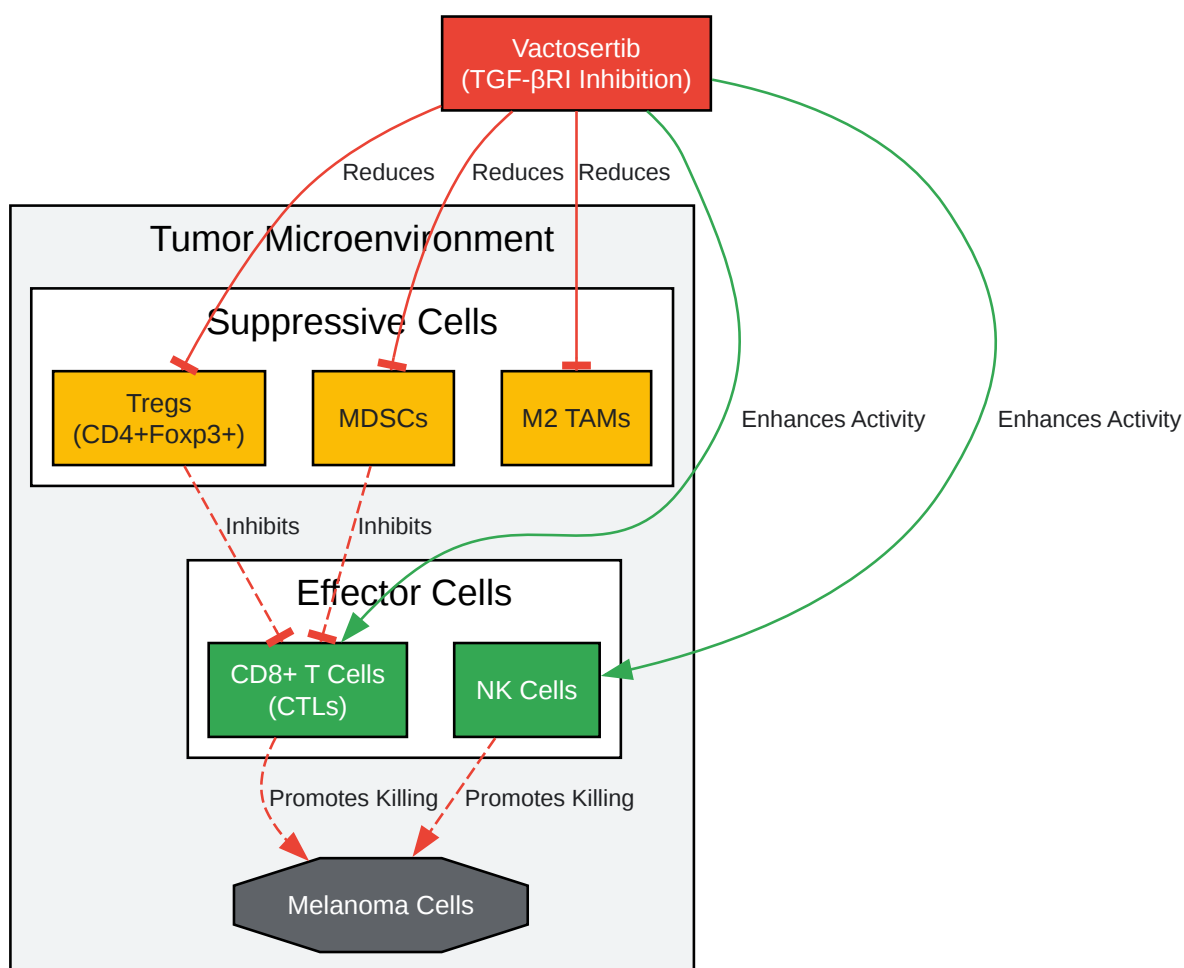 Vactosertib
(TGF-βRI Inhibition)
Reduces
Reduces
Reduces
Tumor Microenvironment
Suppressive Cells
Tregs
(CD4+Foxp3+)
MDSCs
M2 TAMs
Enhances Activity
Enhances Activity
Inhibits
Inhibits
Effector Cells
CD8+ T Cells
(CTLs)
NK Cells
Promotes Killing
Promotes Killing
Melanoma Cells